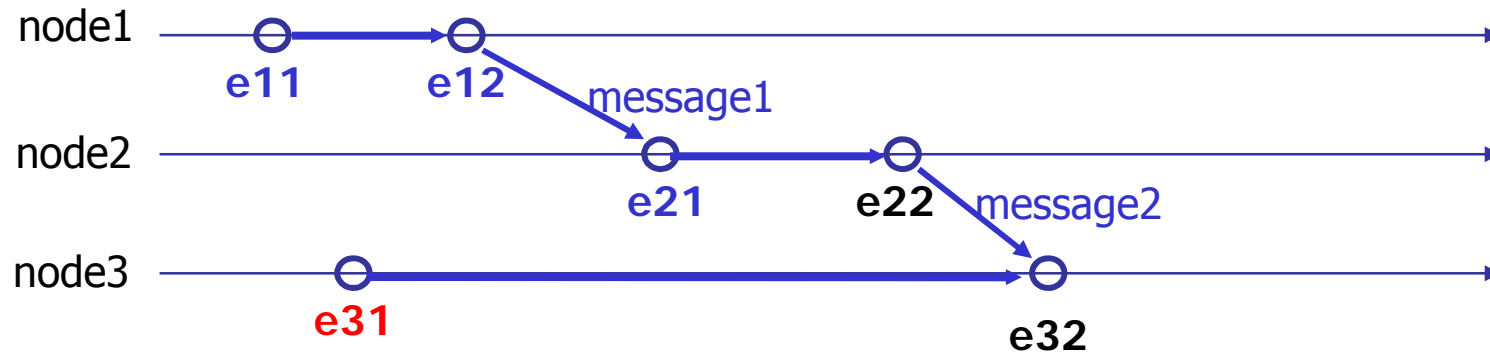 node1
e11 e12
message1
node2
e21 e22
message2
node3
e31
e32